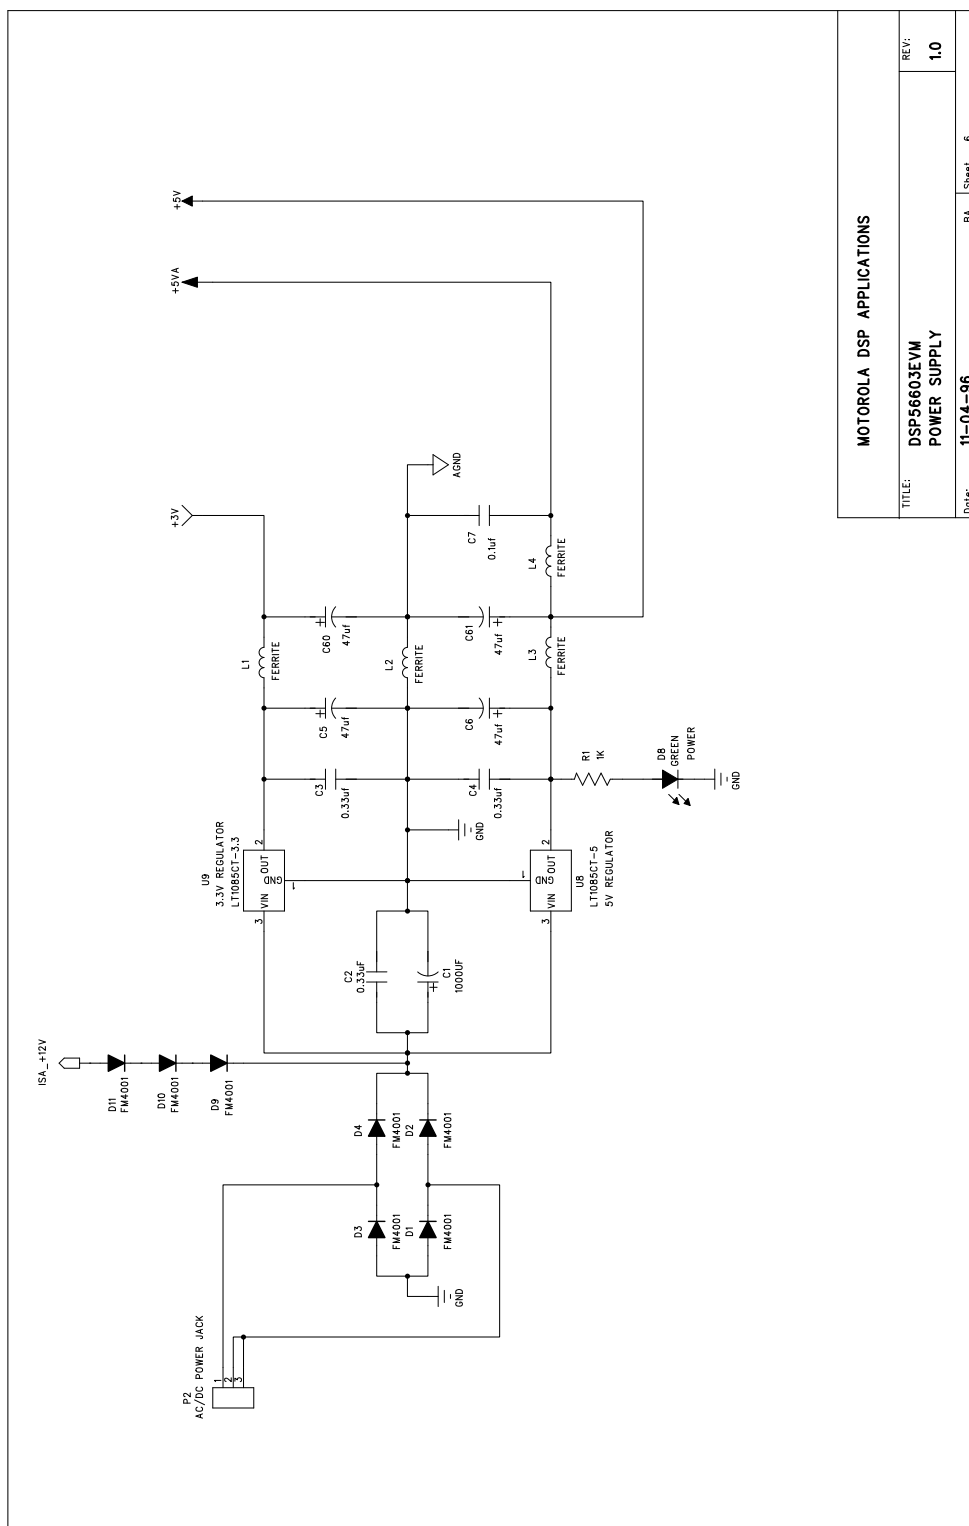 P2
AC/DC POWER JACK
1
2
3
GND
D3
FM4001
D1
FM4001
D4
FM4001
D2
FM4001
ISA_+12V
D11
FM4001
D10
FM4001
D9
FM4001
C2
0.33uF
C1
1000UF
U9
3.3V REGULATOR
LT1085CT-3.3
3
VIN
GND
OUT
2
1
U8
LT1085CT-5
5V REGULATOR
3
VIN
GND
OUT
2
1
GND
C3
0.33uF
C4
0.33uF
C5
47uf
C6
47uf
R1
1K
D8
GREEN
POWER
GND
L1
FERRITE
L2
FERRITE
L3
FERRITE
C60
47uf
C61
47uf
L4
FERRITE
C7
0.1uf
AGND
+3V
+5VA
+5V
MOTOROLA DSP APPLICATIONS
TITLE:
DSP56603EVM
POWER SUPPLY
REV:
1.0
Date:
11-04-96
Sheet 6